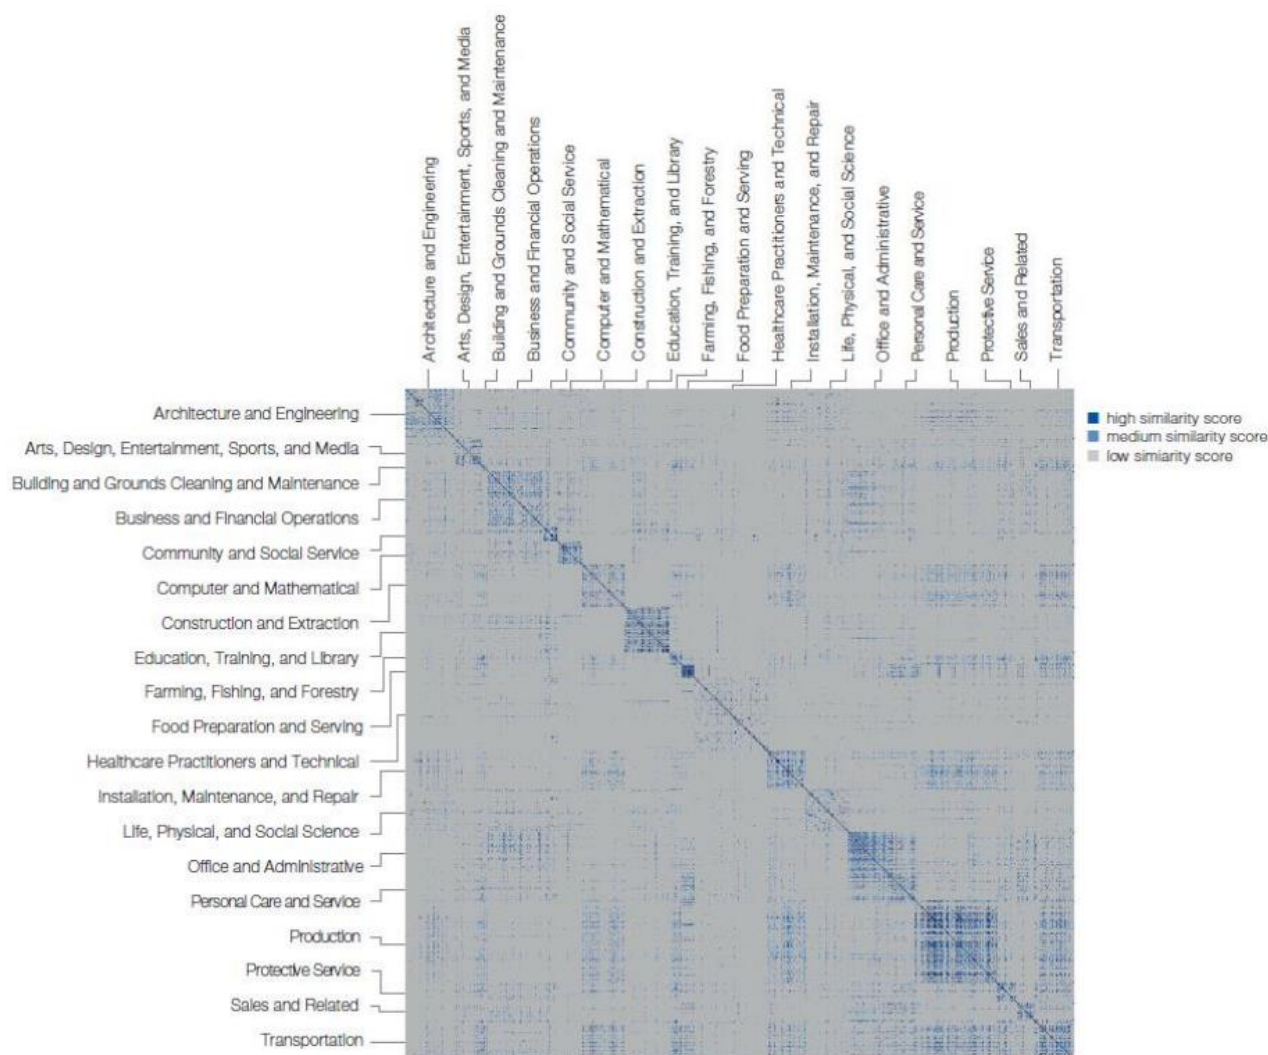 Architecture and Engineering
Arts, Design, Entertainment, Sports, and Media
Building and Grounds Cleaning and Maintenance
Business and Financial Operations
Community and Social Service
Computer and Mathematical
Construction and Extraction
Education, Training, and Library
Farming, Fishing, and Forestry
Food Preparation and Serving
Healthcare Practitioners and Technical
Installation, Maintenance, and Repair
Life, Physical, and Social Science
Office and Administrative
Personal Care and Service
Production
Protective Service
Sales and Related
Transportation
Architecture and Engineering
Arts, Design, Entertainment, Sports, and Media
Building and Grounds Cleaning and Maintenance
Business and Financial Operations
Community and Social Service
Computer and Mathematical
Construction and Extraction
Education, Training, and Library
Farming, Fishing, and Forestry
Food Preparation and Serving
Healthcare Practitioners and Technical
Installation, Maintenance, and Repair
Life, Physical, and Social Science
Office and Administrative
Personal Care and Service
Production
Protective Service
Sales and Related
Transportation
high similarity score
medium similarity score
low simiarity score